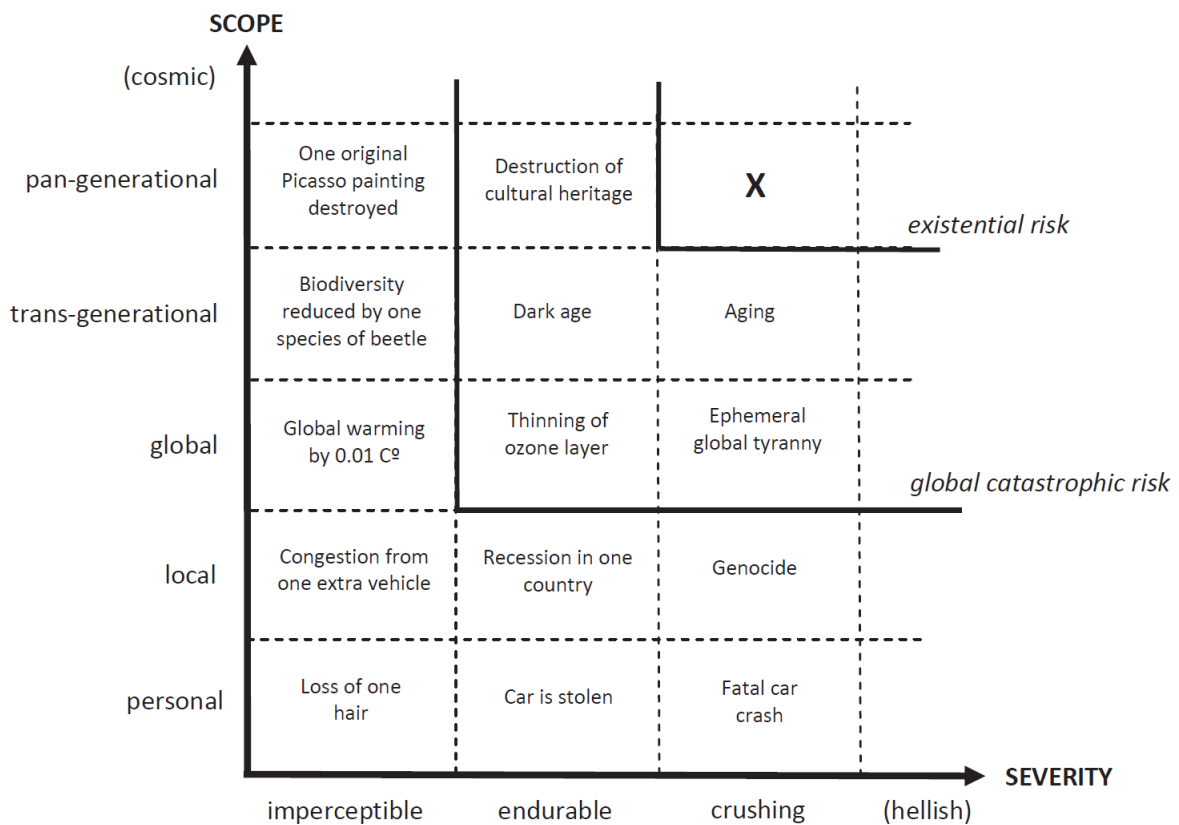 SCOPE
(cosmic)
pan-generational
One original
Picasso painting
destroyed
Destruction of
cultural heritage
X
existential risk
trans-generational
Biodiversity
reduced by one
species of beetle
Dark age
Aging
global
Global warming
by 0.01 Cº
Thinning of
ozone layer
Ephemeral
global tyranny
global catastrophic risk
local
Congestion from
one extra vehicle
Recession in one
country
Genocide
personal
Loss of one
hair
Car is stolen
Fatal car
crash
SEVERITY
imperceptible
endurable
crushing
(hellish)